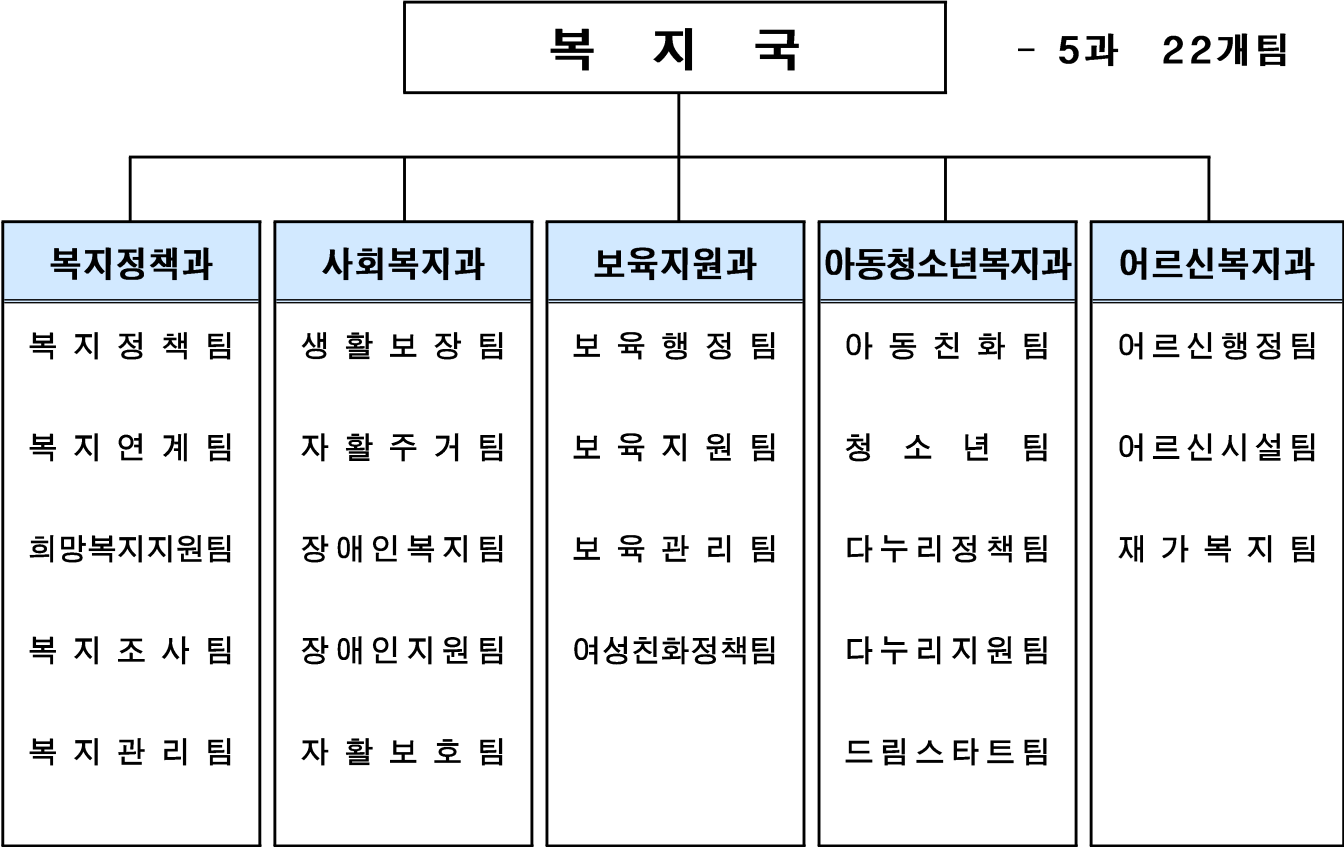 복 지 국
- 5과 22개팀
복지정책과
복지정책팀
복지연계팀
희망복지지원팀
복지조사팀
복지관리팀
사회복지과
생활보장팀
자활주거팀
장애인복지팀
장애인지원팀
자활보호팀
보육지원과
보육행정팀
보육지원팀
보육관리팀
여성친화정책팀
아동청소년복지과
아동친화팀
청소년팀
다누리정책팀
다누리지원팀
드림스타트팀
어르신복지과
어르신행정팀
어르신시설팀
재가복지팀